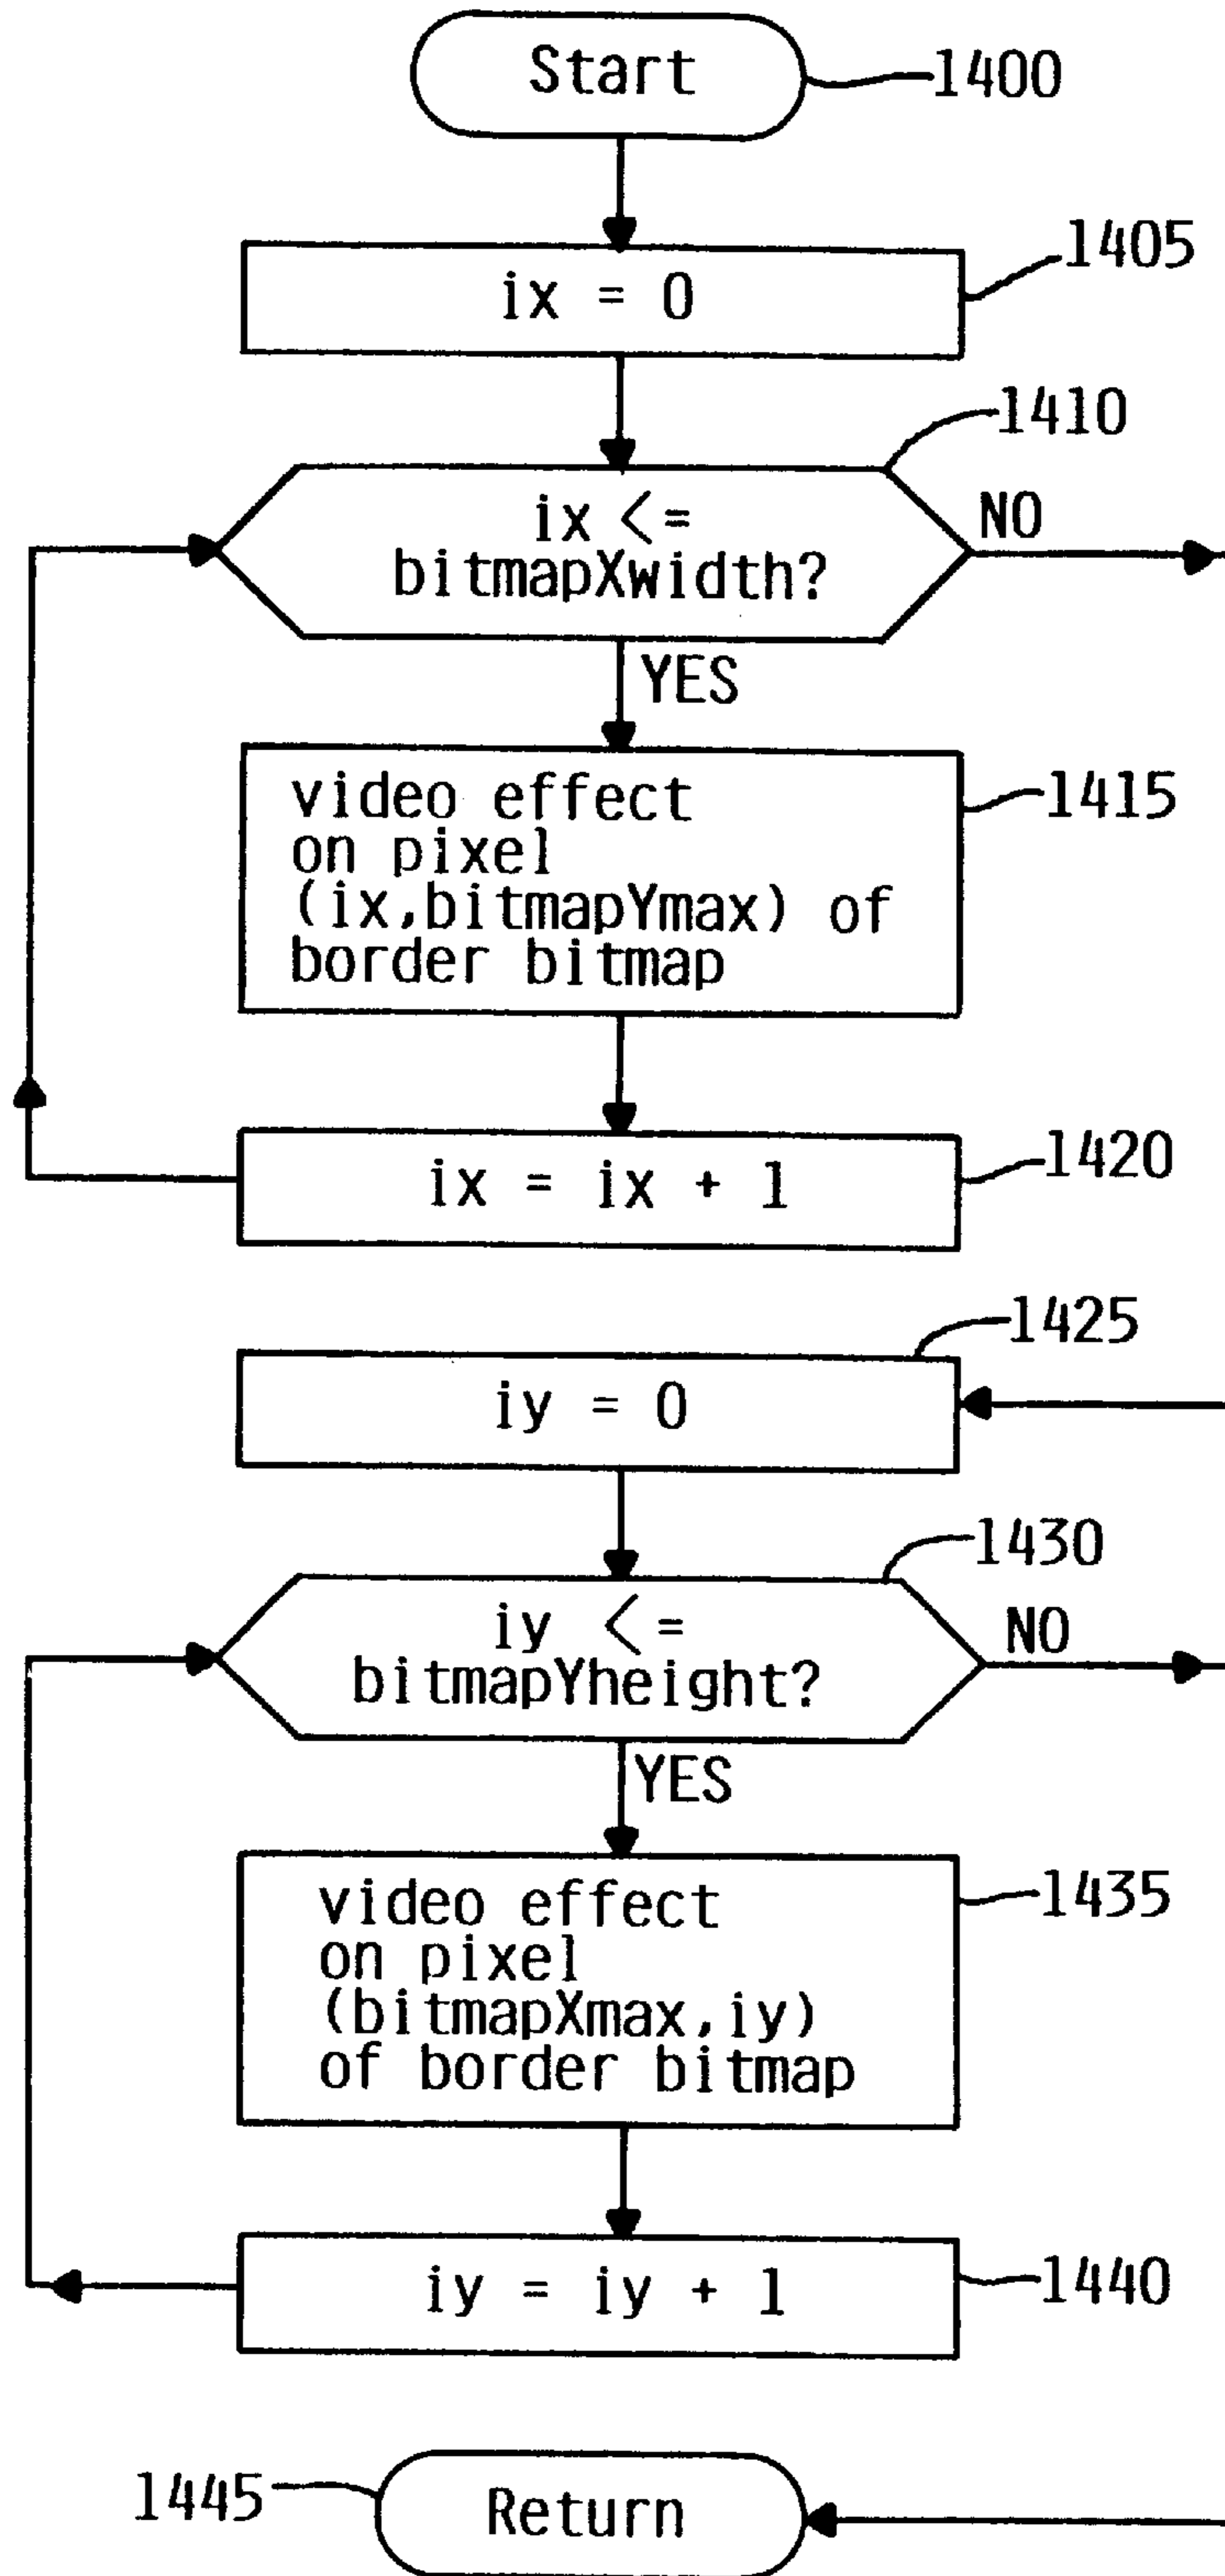 Start
1400
1405
ix = 0
1410
ix <=
bitmapXwidth?
NO
YES
video effect
on pixel
(ix,bitmapYmax) of
border bitmap
1415
ix = ix + 1
1420
1425
iy = 0
1430
iy <=
bitmapYheight?
NO
YES
video effect
on pixel
(bitmapXmax,iy)
of border bitmap
1435
iy = iy + 1
1440
1445
Return